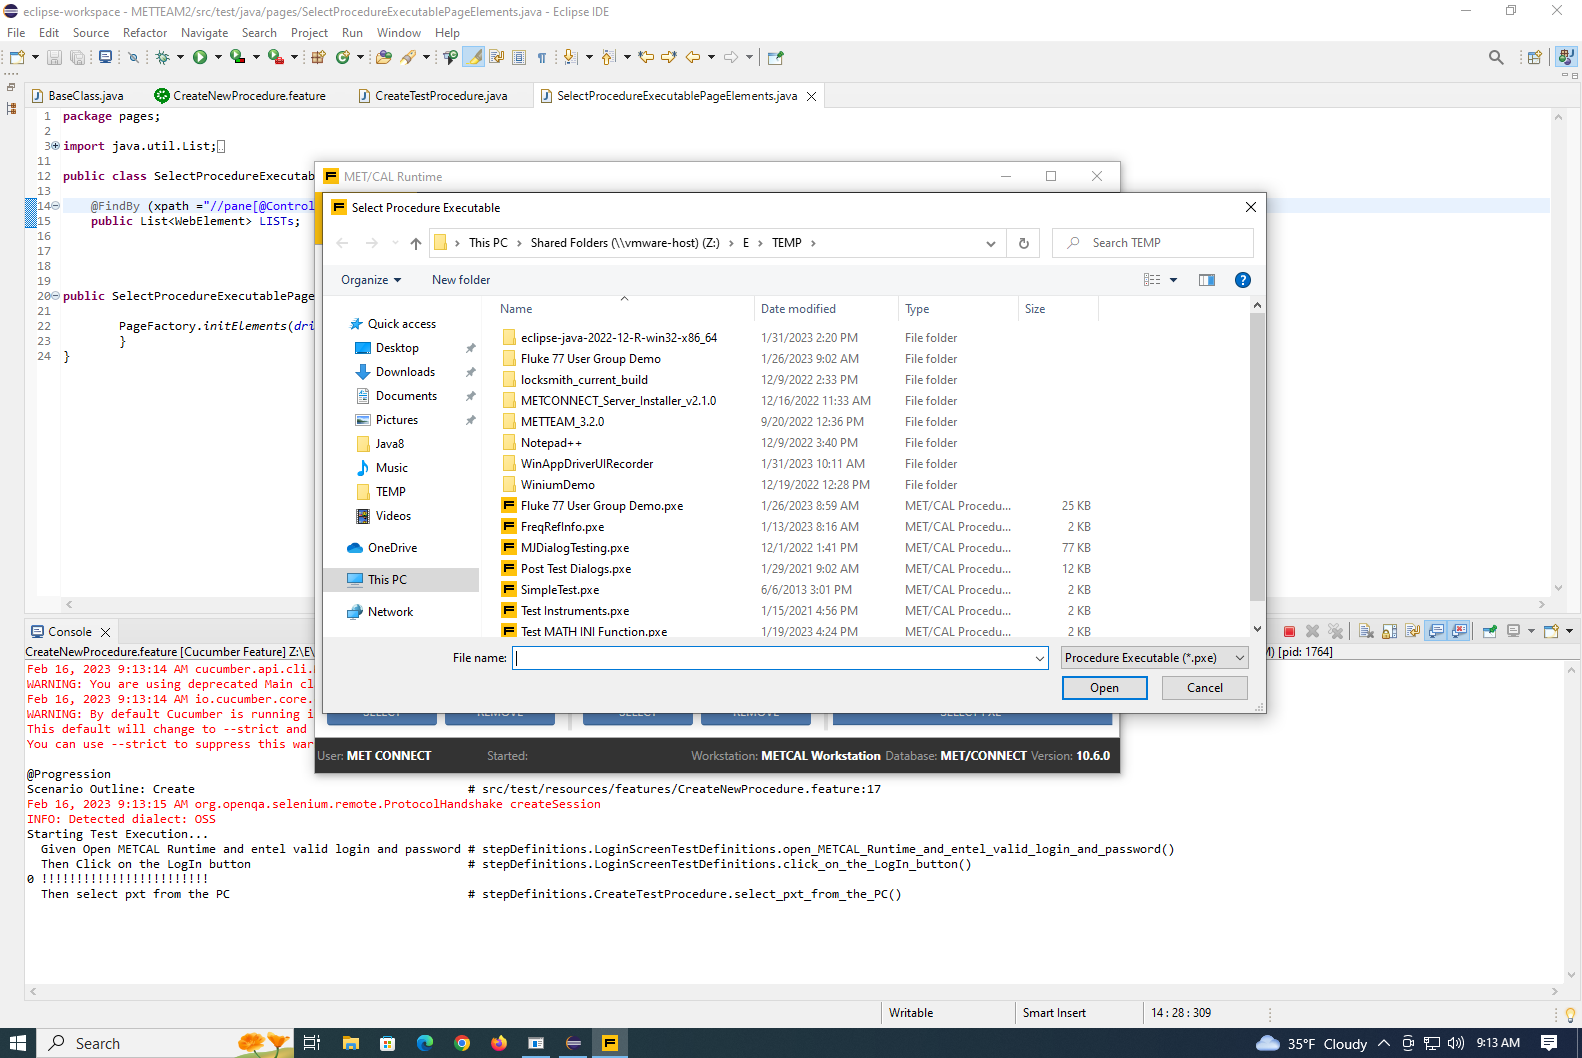 eclipse-workspace - METTEAM2/src/test/java/pages/SelectProcedureExecutablePageElements.java - Eclipse IDE
File Edit Source Refactor Navigate Search Project Run Window Help
BaseClass.java CreateNewProcedure.feature CreateTestProcedure.java SelectProcedureExecutablePageElements.java
1 package pages;
2
3 import java.util.List;
11
12 public class SelectProcedureExecutab
13
14 @FindBy (xpath ="//pane[@Control
15 public List<WebElement> LISTs;
16
17
18
19
20 public SelectProcedureExecutablePage
21
22 PageFactory.initElements(dri
23 }
24 }
MET/CAL Runtime
Select Procedure Executable
This PC Shared Folders (\\vmware-host) (Z:) E TEMP
Search TEMP
Organize New folder
Name Date modified Type Size
Quick access
Desktop
Downloads
Documents
Pictures
Java8
Music
TEMP
Videos
OneDrive
This PC
Network
eclipse-java-2022-12-R-win32-x86_64 1/31/2023 2:20 PM File folder
Fluke 77 User Group Demo 1/26/2023 9:02 AM File folder
locksmith_current_build 12/9/2022 2:33 PM File folder
METCONNECT_Server_Installer_v2.1.0 12/16/2022 11:33 AM File folder
METTEAM_3.2.0 9/20/2022 12:36 PM File folder
Notepad++ 12/9/2022 3:40 PM File folder
WinAppDriverUIRecorder 1/31/2023 10:11 AM File folder
WiniumDemo 12/19/2022 12:28 PM File folder
Fluke 77 User Group Demo.pxe 1/26/2023 8:59 AM MET/CAL Procedu... 25 KB
FreqRefInfo.pxe 1/13/2023 8:16 AM MET/CAL Procedu... 2 KB
MJDialogTesting.pxe 12/1/2022 1:41 PM MET/CAL Procedu... 77 KB
Post Test Dialogs.pxe 1/29/2021 9:02 AM MET/CAL Procedu... 12 KB
SimpleTest.pxe 6/6/2013 3:01 PM MET/CAL Procedu... 2 KB
Test Instruments.pxe 1/15/2021 4:56 PM MET/CAL Procedu... 2 KB
Test MATH INI Function.pxe 1/19/2023 4:24 PM MET/CAL Procedu... 2 KB
File name: Procedure Executable (*.pxe)
Open Cancel
SELECT REMOVE SELECT REMOVE SELECT PXE
User: MET CONNECT Started: Workstation: METCAL Workstation Database: MET/CONNECT Version: 10.6.0
Console
CreateNewProcedure.feature [Cucumber Feature] Z:\E\ M) [pid: 1764]
Feb 16, 2023 9:13:14 AM cucumber.api.cli.
WARNING: You are using deprecated Main cl
Feb 16, 2023 9:13:14 AM io.cucumber.core.
WARNING: By default Cucumber is running i
This default will change to --strict and
You can use --strict to suppress this war
@Progression
Scenario Outline: Create # src/test/resources/features/CreateNewProcedure.feature:17
Feb 16, 2023 9:13:15 AM org.openqa.selenium.remote.ProtocolHandshake createSession
INFO: Detected dialect: OSS
Starting Test Execution...
Given Open METCAL Runtime and entel valid login and password # stepDefinitions.LoginScreenTestDefinitions.open_METCAL_Runtime_and_entel_valid_login_and_password()
Then Click on the LogIn button # stepDefinitions.LoginScreenTestDefinitions.click_on_the_LogIn_button()
0 !!!!!!!!!!!!!!!!!!!!!!!!
Then select pxt from the PC # stepDefinitions.CreateTestProcedure.select_pxt_from_the_PC()
Writable Smart Insert 14 : 28 : 309
Search 35°F Cloudy 9:13 AM